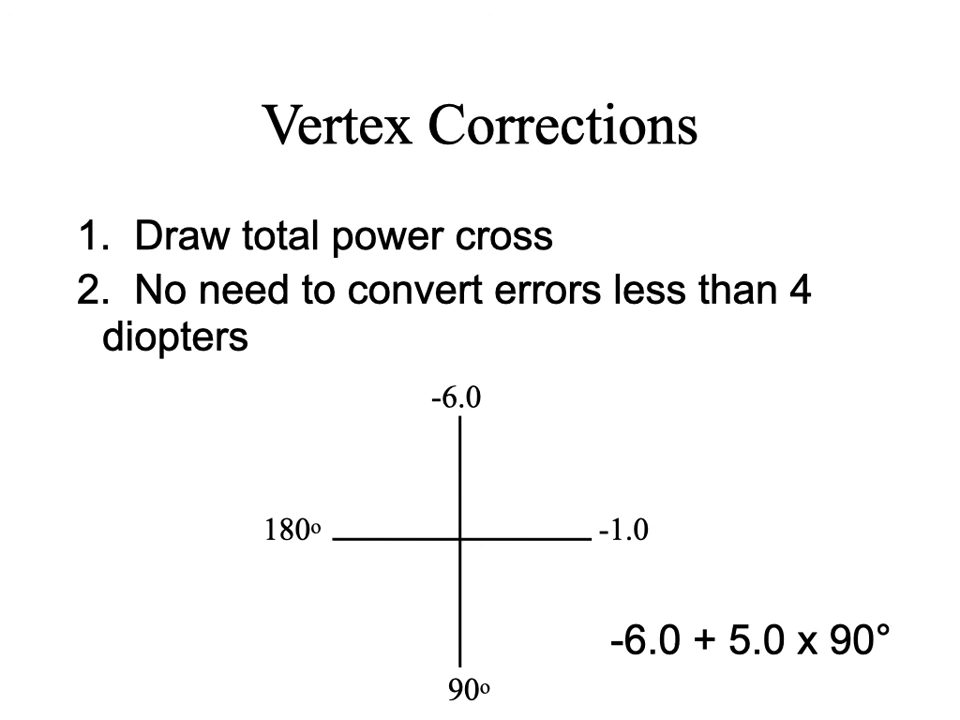 Vertex Corrections
1. Draw total power cross
2. No need to convert errors less than 4
diopters
-6.0
180º
-1.0
-6.0 + 5.0 x 90°
90º